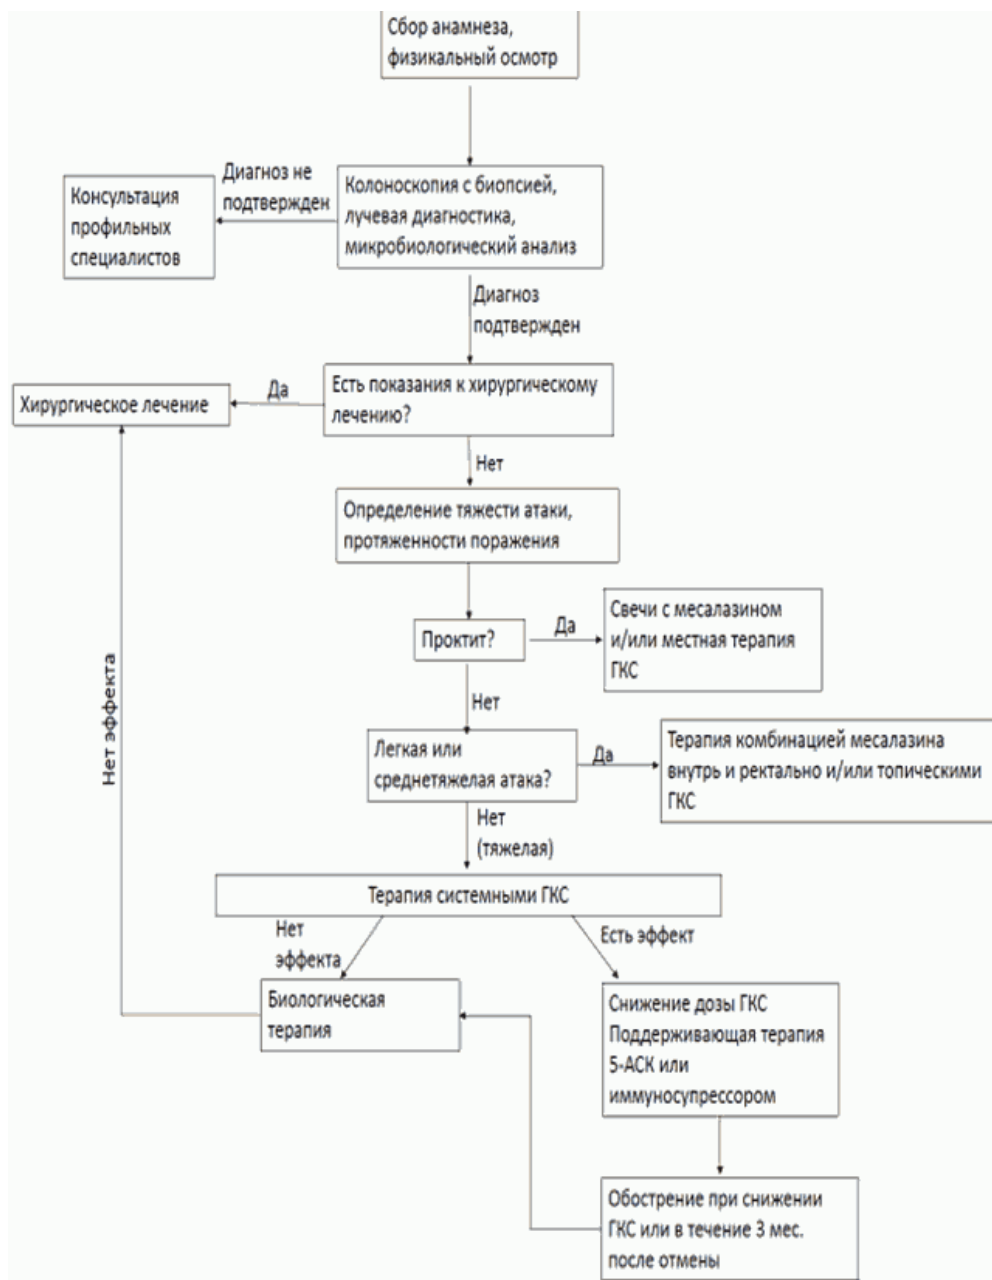 Сбор анамнеза,
физикальный осмотр
Диагноз не
подтвержден
Консультация
профильных
специалистов
Колоноскопия с биопсией,
лучевая диагностика,
микробиологический анализ
Диагноз
подтвержден
Есть показания к хирургическому
лечению?
Да
Хирургическое лечение
Нет
Определение тяжести атаки,
протяженности поражения
Проктит?
Да
Свечи с месалазином
и/или местная терапия
ГКС
Нет
Легкая или
среднетяжелая атака?
Да
Терапия комбинацией месалазина
внутрь и ректально и/или топическими
ГКС
Нет
(тяжелая)
Терапия системными ГКС
Нет
эффекта
Есть эффект
Биологическая
терапия
Нет эффекта
Снижение дозы ГКС
Поддерживающая терапия
5-АСК или
иммуносупрессором
Обострение при снижении
ГКС или в течение 3 мес.
после отмены